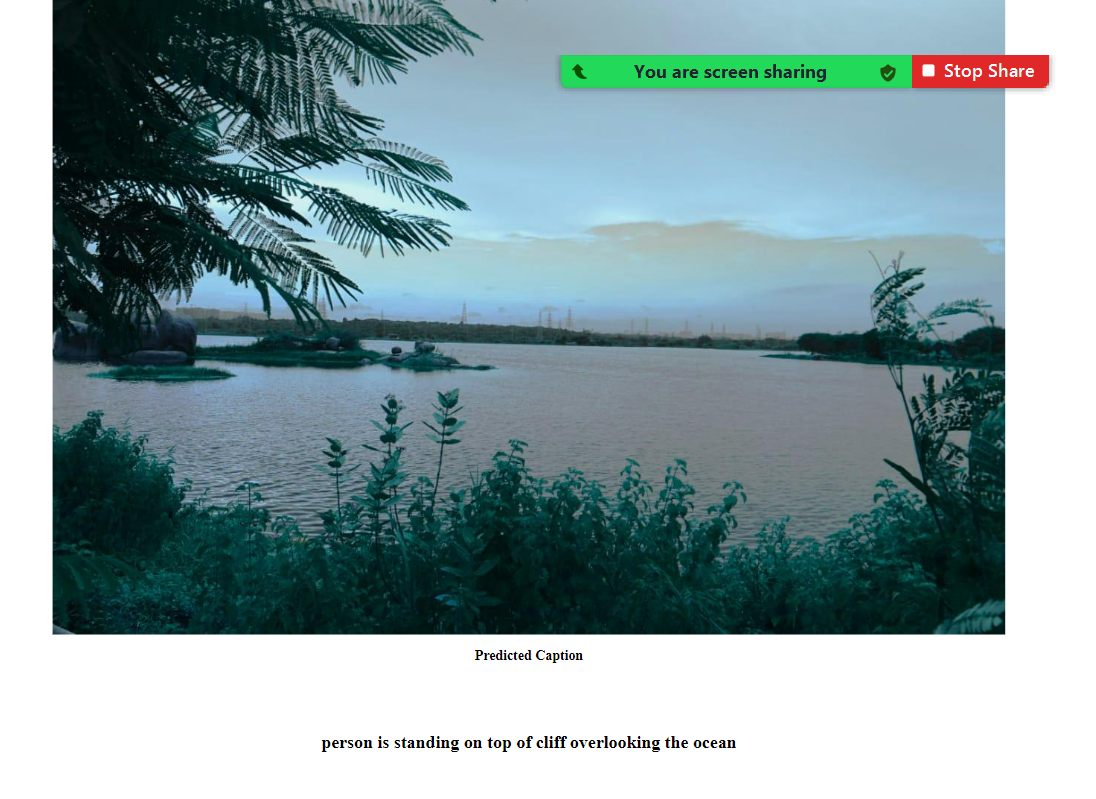 You are screen sharing Stop Share
Predicted Caption
person is standing on top of cliff overlooking the ocean